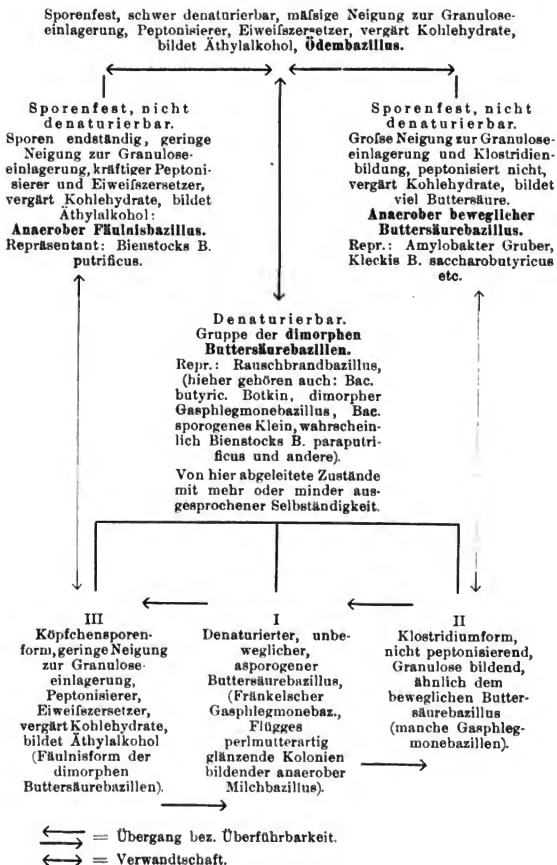 Sporenfest, schwer denaturierbar, mäſsige Neigung zur Granulose-
einlagerung, Peptonisierer, Eiweiſszersetzer, vergärt Kohlehydrate,
bildet Äthylalkohol, Ödembazillus.
Sporenfest, nicht
denaturierbar.
Sporen endständig, geringe
Neigung zur Granulose-
einlagerung, kräftiger Peptoni-
sierer und Eiweiſszersetzer,
vergärt Kohlehydrate, bildet
Äthylalkohol:
Anaerober Fäulnisbazillus.
Repräsentant: Bienstocks B.
putrificus.
Sporenfest, nicht
denaturierbar.
Groſse Neigung zur Granulose-
einlagerung und Klostridien-
bildung, peptonisiert nicht,
vergärt Kohlehydrate, bildet
viel Buttersäure.
Anaerober beweglicher
Buttersäurebazillus.
Repr.: Amylobakter Gruber,
Kleckis B. saccharobutyricus
etc.
Denaturierbar.
Gruppe der dimorphen
Buttersäurebazillen.
Repr.: Rauschbrandbazillus,
(hieher gehören auch: Bac.
butyric. Botkin, dimorpher
Gasphlegmonebazillus, Bac.
sporogenes Klein, wahrschein-
lich Bienstocks B. paraputri-
ficus und andere).
Von hier abgeleitete Zustände
mit mehr oder minder aus-
gesprochener Selbständigkeit.
III
Köpfchensporen-
form, geringe Neigung
zur Granulose-
einlagerung,
Peptonisierer,
Eiweiſszersetzer,
vergärt Kohlehydrate,
bildet Äthylalkohol
(Fäulnisform der
dimorphen
Buttersäurebazillen).
I
Denaturierter, unbe-
weglicher,
asporogener
Buttersäurebazillus,
(Fränkelscher
Gasphlegmonebaz.,
Flügges
perlmutterartig
glänzende Kolonien
bildender anaerober
Milchbazillus).
II
Klostridiumform,
nicht peptonisierend,
Granulose bildend,
ähnlich dem
beweglichen Butter-
säurebazillus
(manche Gasphleg-
monebazillen).
= Übergang bez. Überführbarkeit.
= Verwandtschaft.